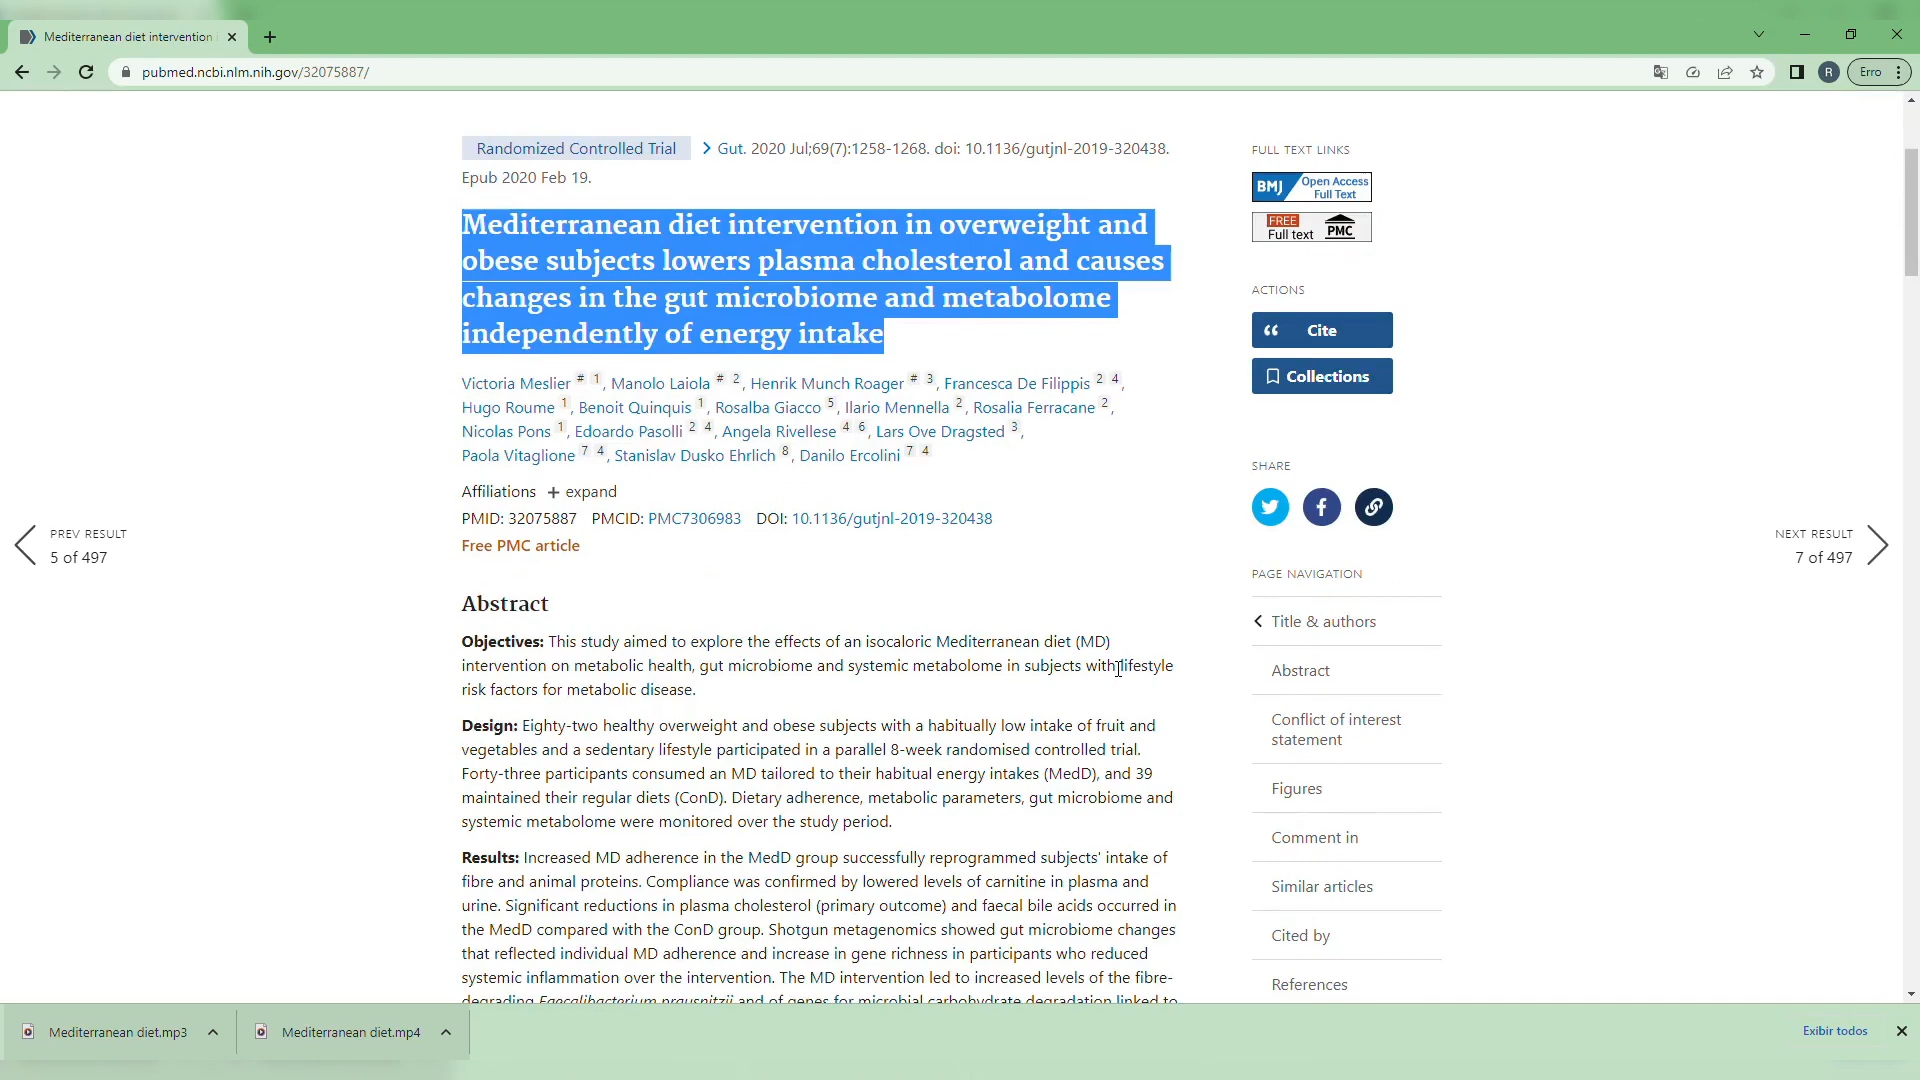 Mediterranean diet intervention i
pubmed.ncbi.nlm.nih.gov/32075887/
R
Erro
Randomized Controlled Trial
Gut. 2020 Jul;69(7):1258-1268. doi: 10.1136/gutjnl-2019-320438.
Epub 2020 Feb 19.
Mediterranean diet intervention in overweight and
obese subjects lowers plasma cholesterol and causes
changes in the gut microbiome and metabolome
independently of energy intake
Victoria Meslier # 1, Manolo Laiola # 2, Henrik Munch Roager # 3, Francesca De Filippis 2 4,
Hugo Roume 1, Benoit Quinquis 1, Rosalba Giacco 5, Ilario Mennella 2, Rosalia Ferracane 2,
Nicolas Pons 1, Edoardo Pasolli 2 4, Angela Rivellese 4 6, Lars Ove Dragsted 3,
Paola Vitaglione 7 4, Stanislav Dusko Ehrlich 8, Danilo Ercolini 7 4
Affiliations + expand
PMID: 32075887 PMCID: PMC7306983 DOI: 10.1136/gutjnl-2019-320438
Free PMC article
PREV RESULT
5 of 497
Abstract
Objectives: This study aimed to explore the effects of an isocaloric Mediterranean diet (MD)
intervention on metabolic health, gut microbiome and systemic metabolome in subjects with lifestyle
risk factors for metabolic disease.
Design: Eighty-two healthy overweight and obese subjects with a habitually low intake of fruit and
vegetables and a sedentary lifestyle participated in a parallel 8-week randomised controlled trial.
Forty-three participants consumed an MD tailored to their habitual energy intakes (MedD), and 39
maintained their regular diets (ConD). Dietary adherence, metabolic parameters, gut microbiome and
systemic metabolome were monitored over the study period.
Results: Increased MD adherence in the MedD group successfully reprogrammed subjects' intake of
fibre and animal proteins. Compliance was confirmed by lowered levels of carnitine in plasma and
urine. Significant reductions in plasma cholesterol (primary outcome) and faecal bile acids occurred in
the MedD compared with the ConD group. Shotgun metagenomics showed gut microbiome changes
that reflected individual MD adherence and increase in gene richness in participants who reduced
systemic inflammation over the intervention. The MD intervention led to increased levels of the fibre-
degrading Faecalibacterium prausnitzii and of genes for microbial carbohydrate degradation linked to
FULL TEXT LINKS
BMJ Open Access
Full Text
FREE
Full text PMC
ACTIONS
Cite
Collections
SHARE
NEXT RESULT
7 of 497
PAGE NAVIGATION
Title & authors
Abstract
Conflict of interest
statement
Figures
Comment in
Similar articles
Cited by
References
Mediterranean diet.mp3
Mediterranean diet.mp4
Exibir todos